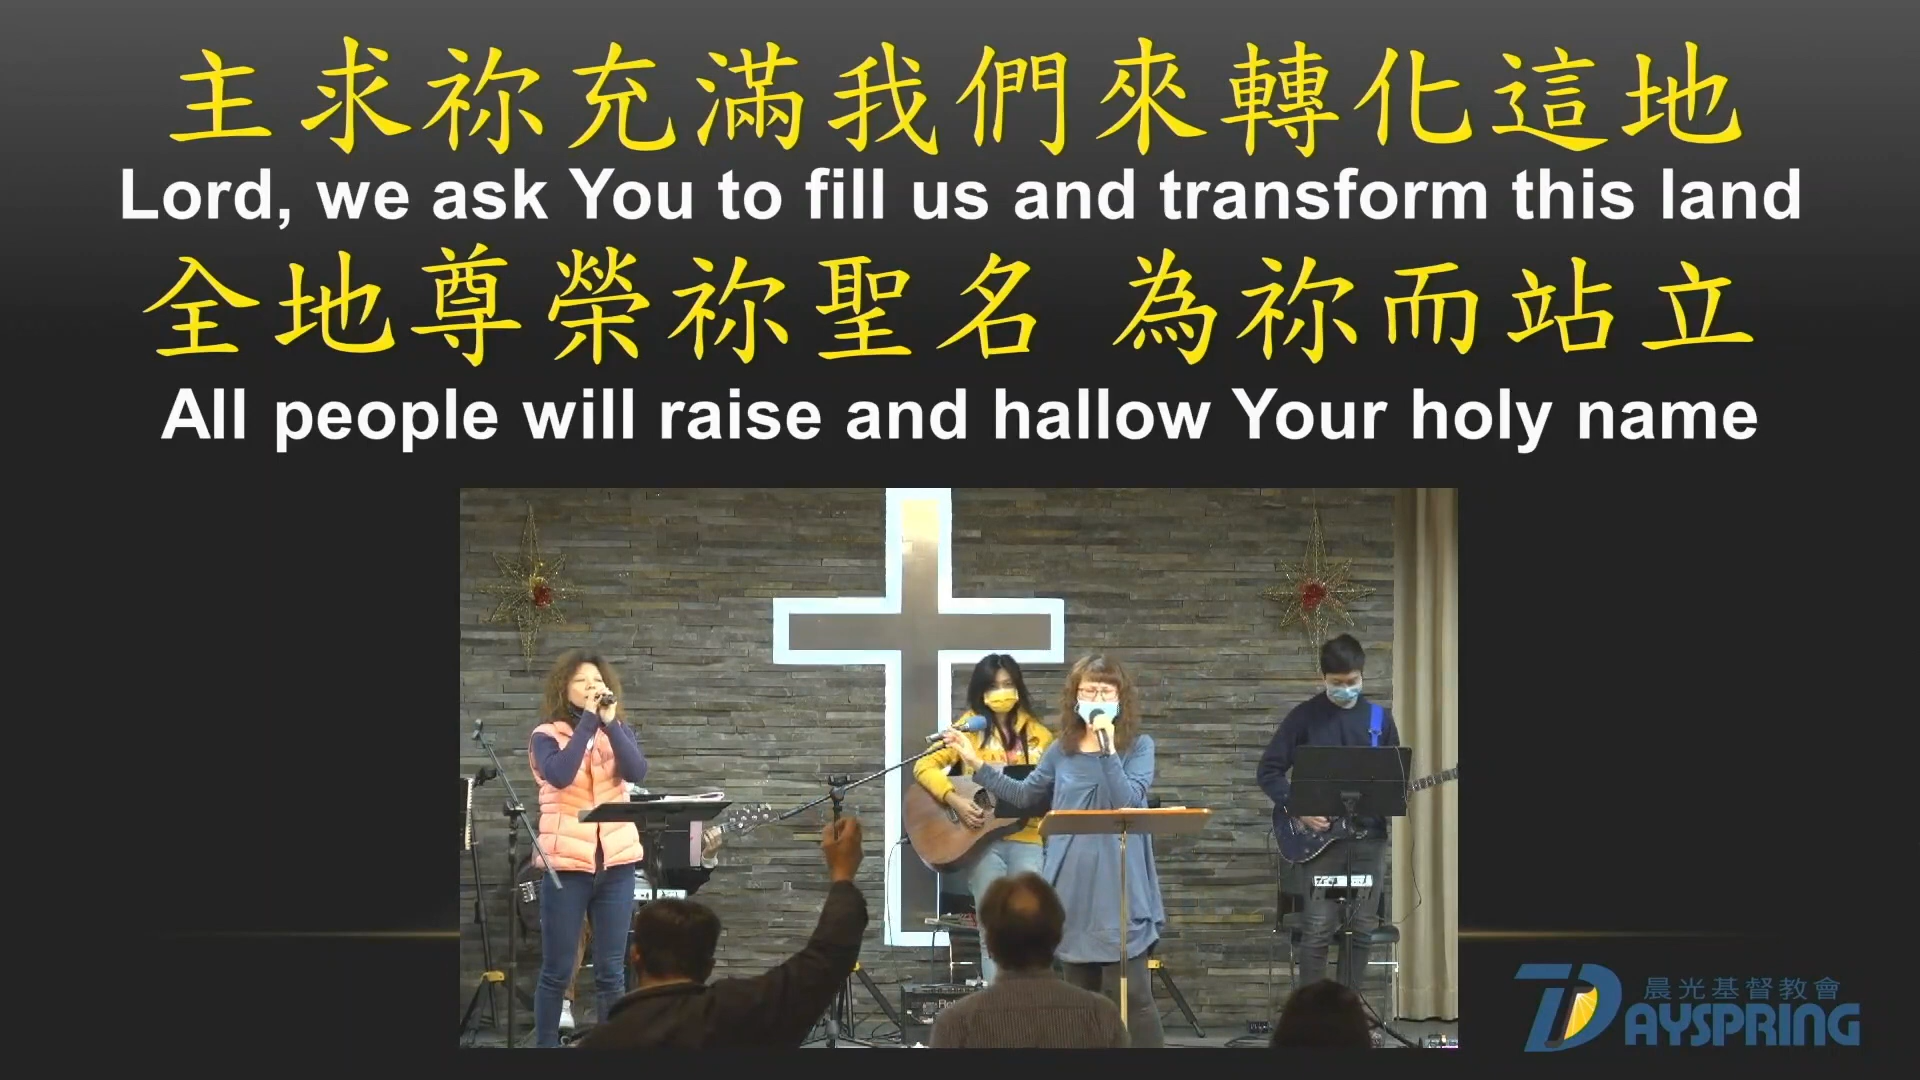 主求祢充滿我們來轉化這地
Lord, we ask You to fill us and transform this land
全地尊榮祢聖名 為祢而站立
All people will raise and hallow Your holy name
晨光基督教會
DAYSPRING